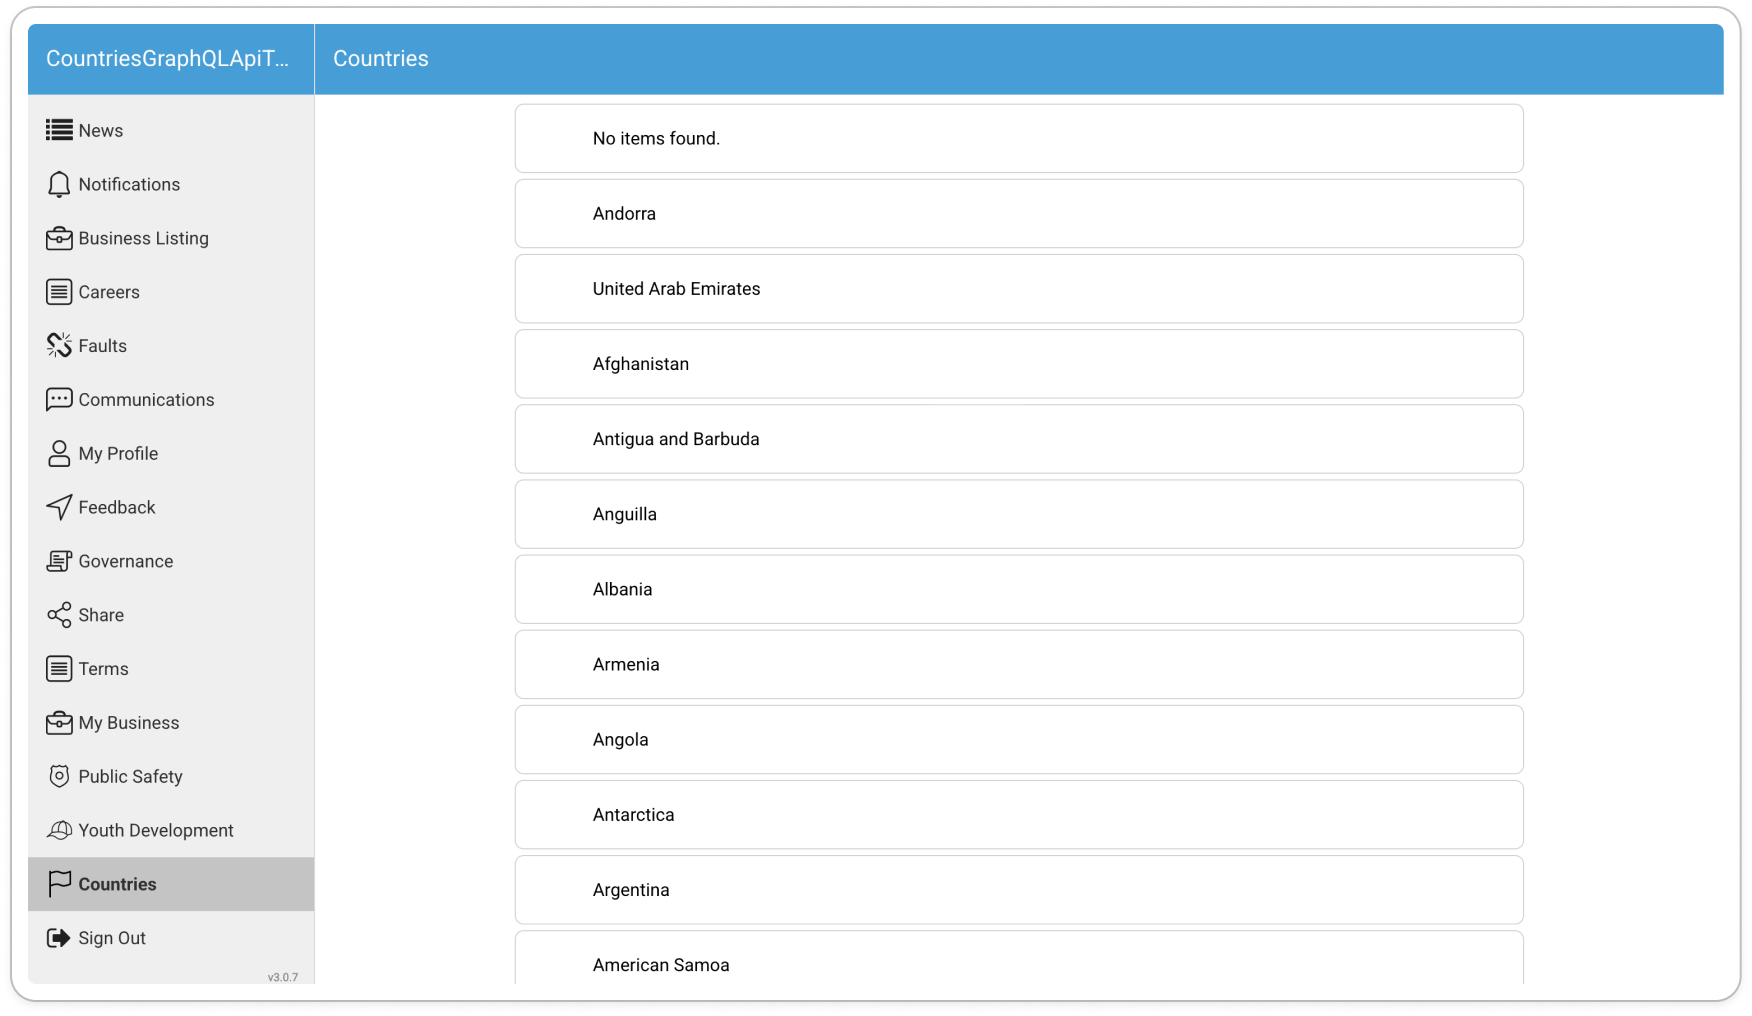 CountriesGraphQLApiT...
Countries
News
Notifications
Business Listing
Careers
Faults
Communications
My Profile
Feedback
Governance
Share
Terms
My Business
Public Safety
Youth Development
Countries
Sign Out
v3.0.7
No items found.
Andorra
United Arab Emirates
Afghanistan
Antigua and Barbuda
Anguilla
Albania
Armenia
Angola
Antarctica
Argentina
American Samoa